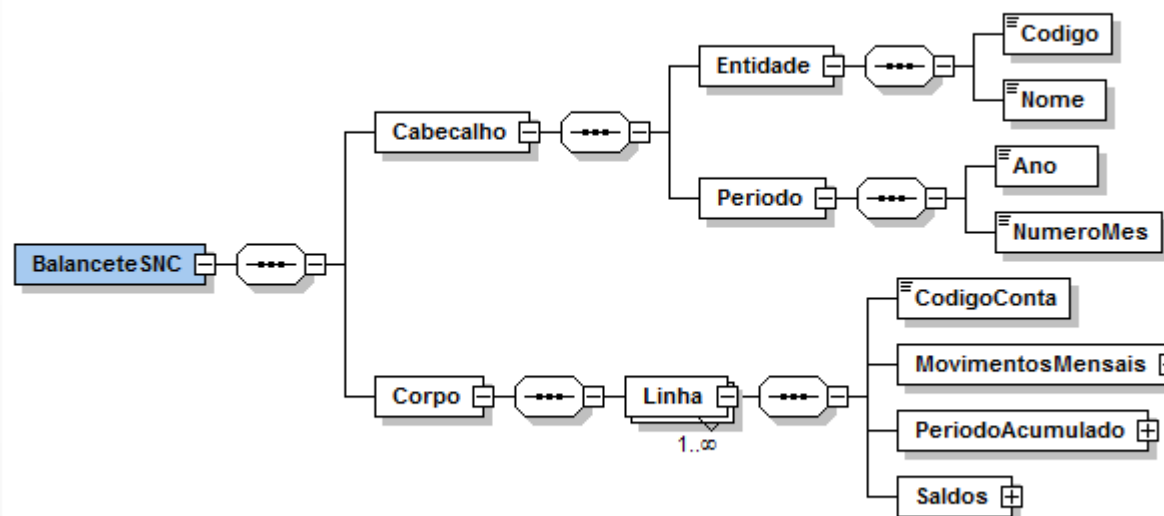 BalanceteSNC
Cabecalho
Entidade
Codigo
Nome
Periodo
Ano
NumeroMes
Corpo
Linha
1..∞
CodigoConta
MovimentosMensais
PeriodoAcumulado
Saldos